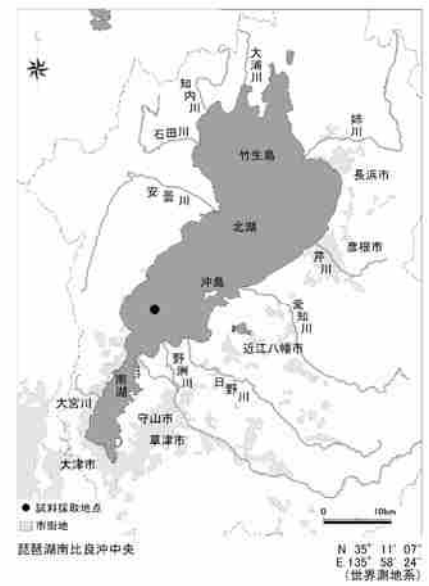 大浦川
知内川
石田川
姉川
竹生島
長浜市
安曇川
北湖
彦根市
芹川
沖島
愛知川
近江八幡市
野洲川
日野川
南湖
大宮川
守山市
草津市
大津市
● 試料採取地点
市街地
0 10km
琵琶湖南比良沖中央
N 35° 11' 07"
E 135° 58' 24"
(世界測地系)